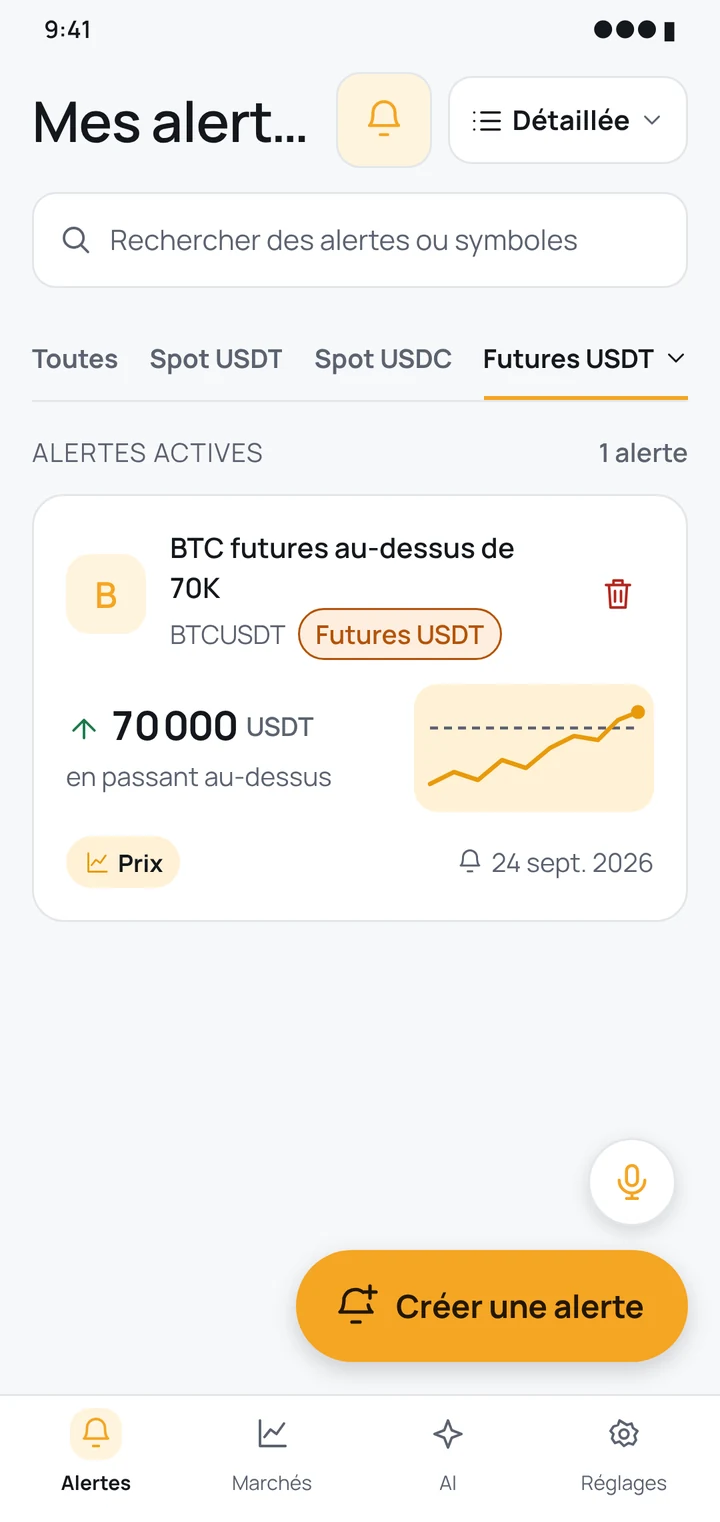 9:41
Mes alert...
Détaillée
Rechercher des alertes ou symboles
Toutes Spot USDT Spot USDC Futures USDT
ALERTES ACTIVES 1 alerte
B
BTC futures au-dessus de
70K
BTCUSDT Futures USDT
70 000 USDT
en passant au-dessus
Prix 24 sept. 2026
Créer une alerte
Alertes Marchés AI Réglages